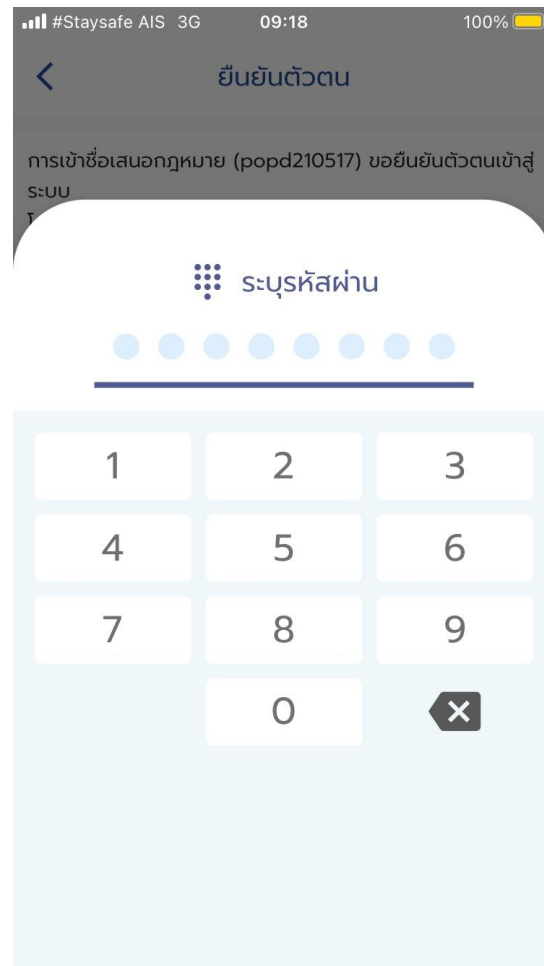 #Staysafe AIS 3G 09:18 100%
ยืนยันตัวตน
การเข้าชื่อเสนอกฎหมาย (popd210517) ขอยืนยันตัวตนเข้าสู่
ระบบ
ระบุรหัสผ่าน
1 2 3
4 5 6
7 8 9
0